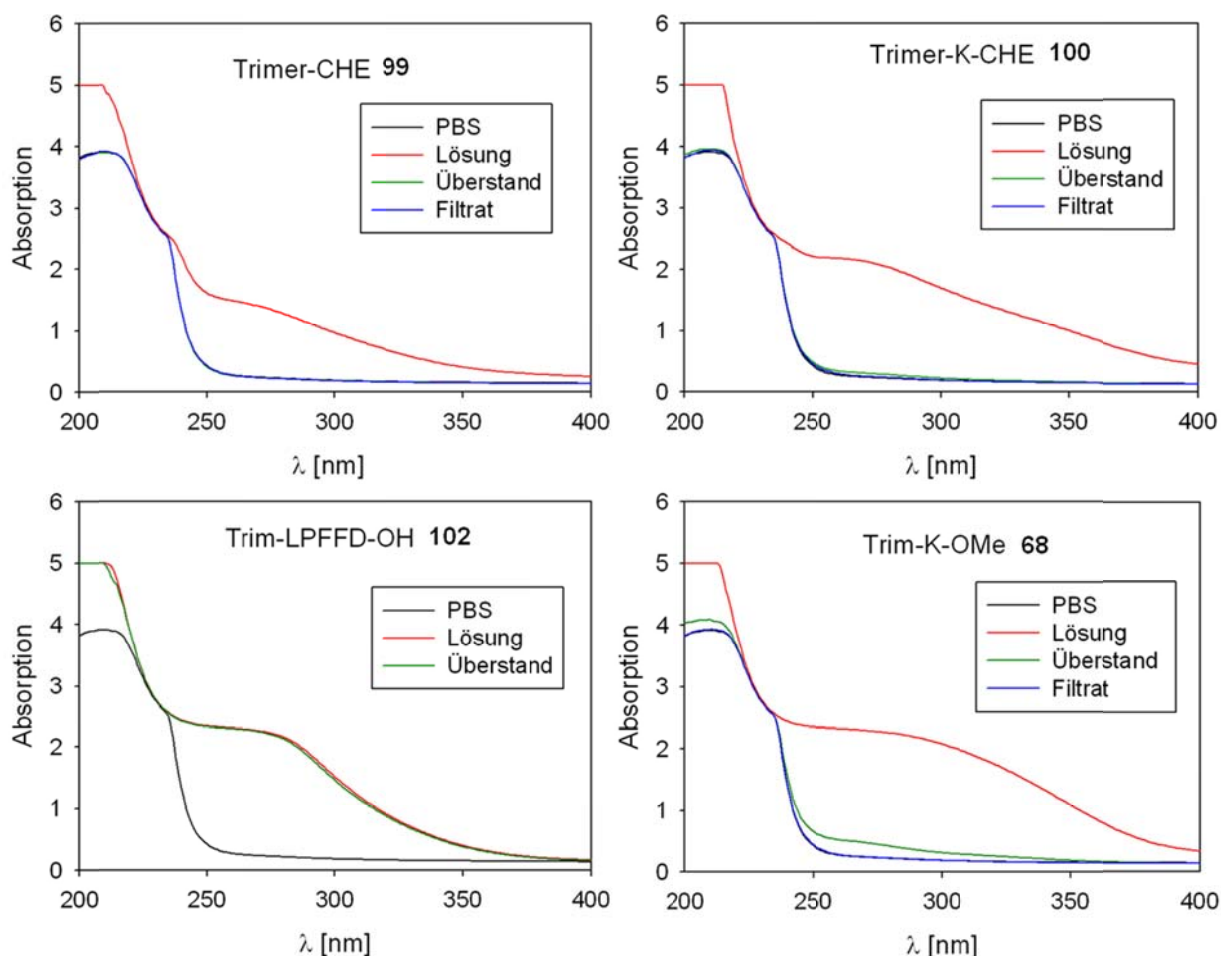 Trimer-CHE 99
PBS
Lösung
Überstand
Filtrat
Absorption
6
5
4
3
2
1
0
200 250 300 350 400
λ [nm]
Trimer-K-CHE 100
PBS
Lösung
Überstand
Filtrat
Absorption
6
5
4
3
2
1
0
200 250 300 350 400
λ [nm]
Trim-LPFFD-OH 102
PBS
Lösung
Überstand
Absorption
6
5
4
3
2
1
0
200 250 300 350 400
λ [nm]
Trim-K-OMe 68
PBS
Lösung
Überstand
Filtrat
Absorption
6
5
4
3
2
1
0
200 250 300 350 400
λ [nm]